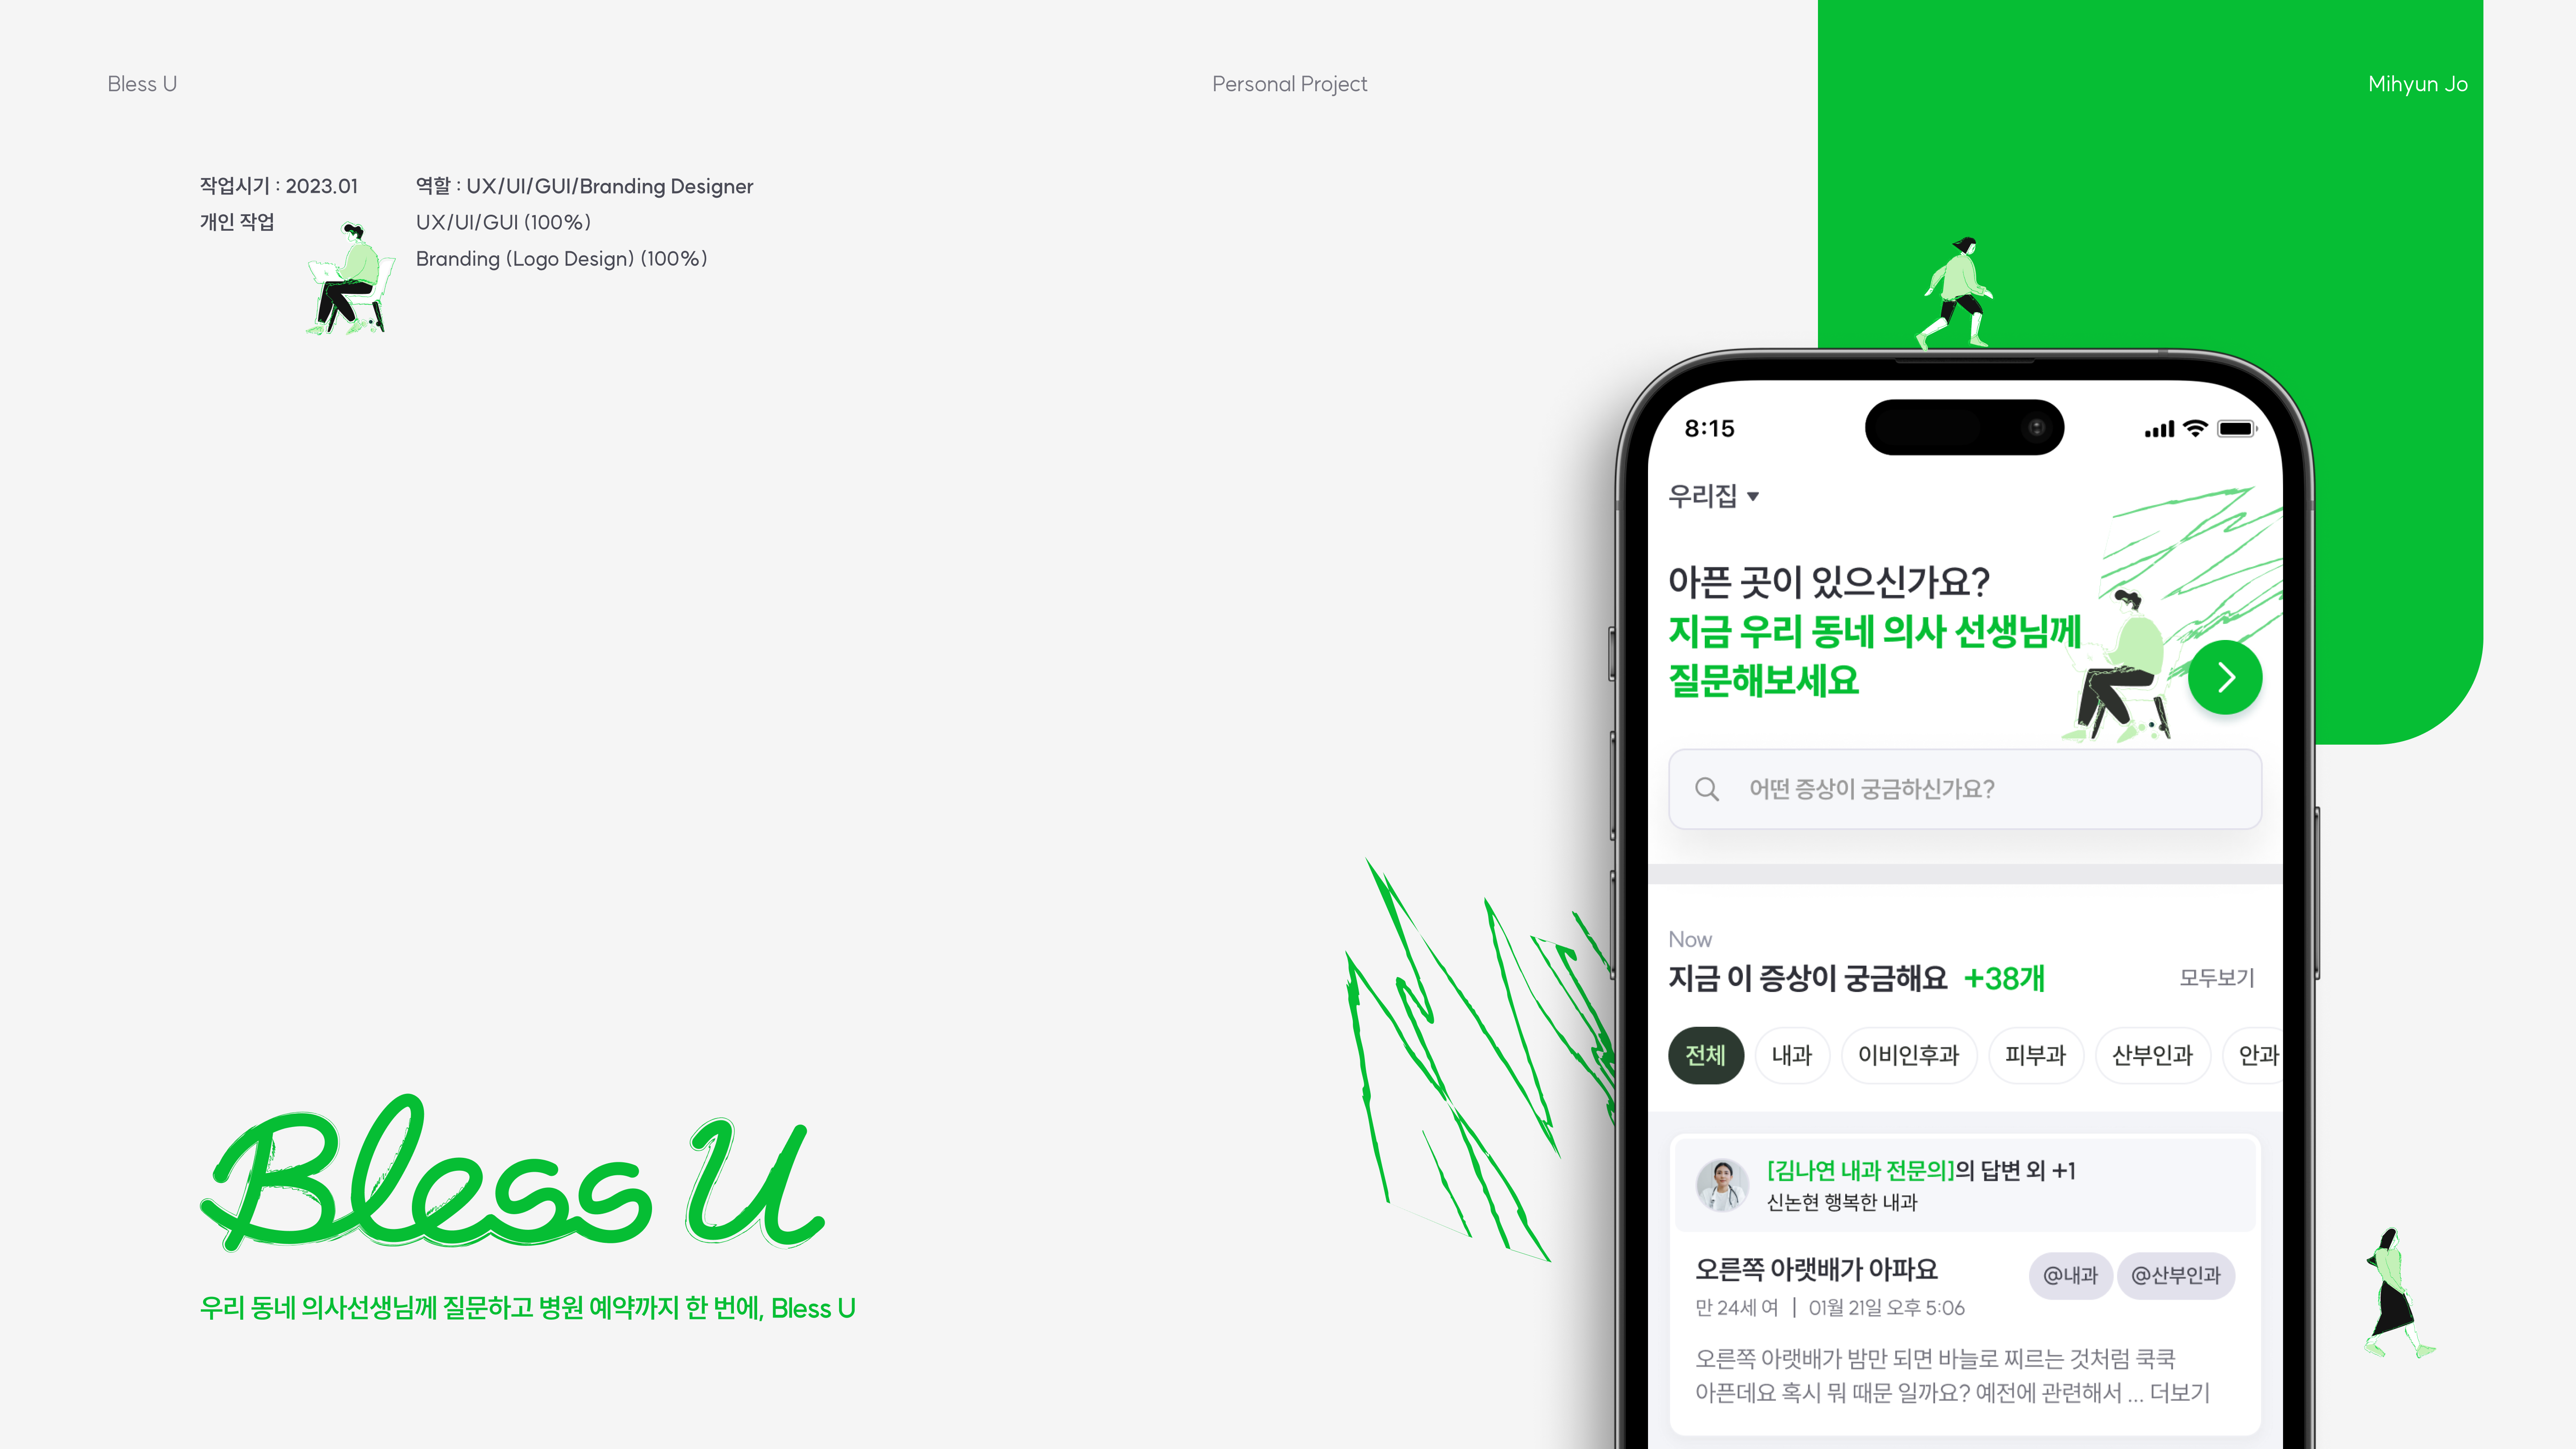 Bless U
Personal Project
Mihyun Jo
작업시기 : 2023.01
개인 작업
역할 : UX/UI/GUI/Branding Designer
UX/UI/GUI (100%)
Branding (Logo Design) (100%)
Bless U
우리 동네 의사선생님께 질문하고 병원 예약까지 한 번에, Bless U
8:15
우리집
아픈 곳이 있으신가요?
지금 우리 동네 의사 선생님께
질문해보세요
어떤 증상이 궁금하신가요?
Now
지금 이 증상이 궁금해요 +38개
모두보기
전체 내과 이비인후과 피부과 산부인과 안과
[김나연 내과 전문의]의 답변 외 +1
신논현 행복한 내과
오른쪽 아랫배가 아파요
@내과 @산부인과
만 24세 여 | 01월 21일 오후 5:06
오른쪽 아랫배가 밤만 되면 바늘로 찌르는 것처럼 쿡쿡
아픈데요 혹시 뭐 때문 일까요? 예전에 관련해서 ... 더보기